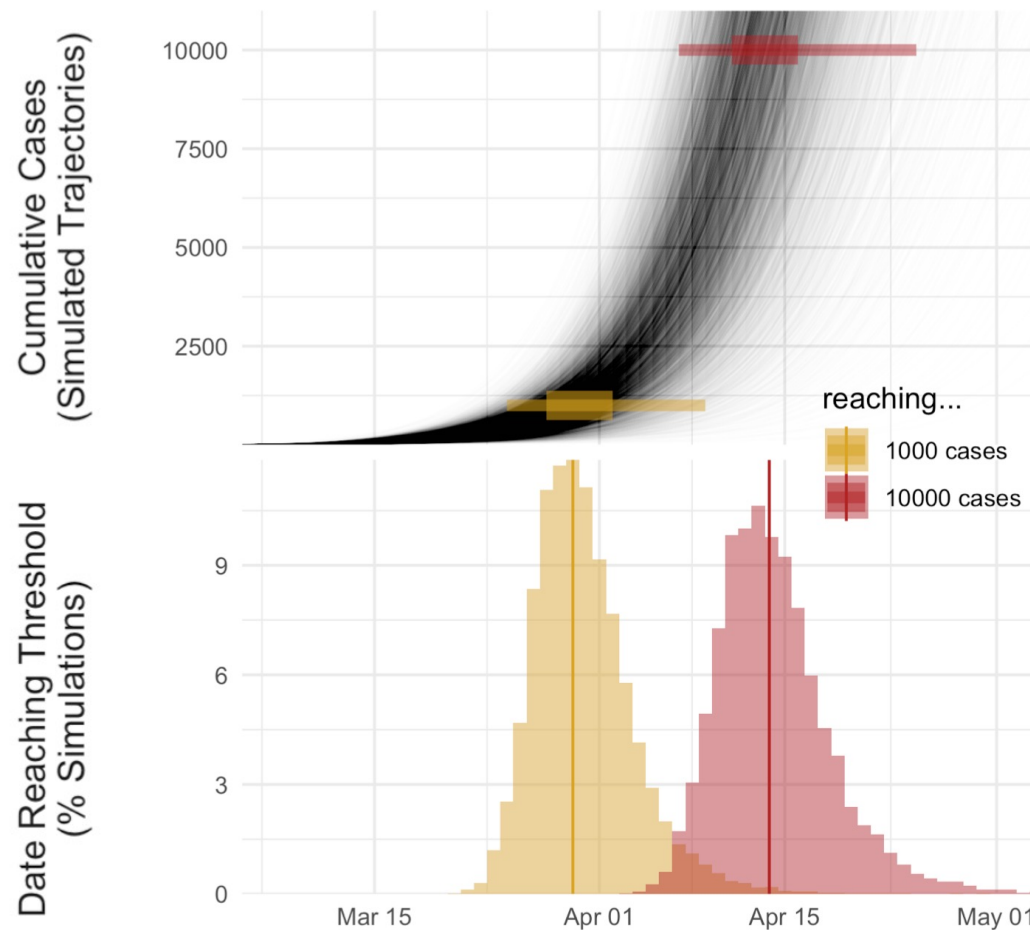 Cumulative Cases
(Simulated Trajectories)
10000
7500
5000
2500
reaching...
1000 cases
10000 cases
Date Reaching Threshold
(% Simulations)
9
6
3
0
Mar 15
Apr 01
Apr 15
May 01